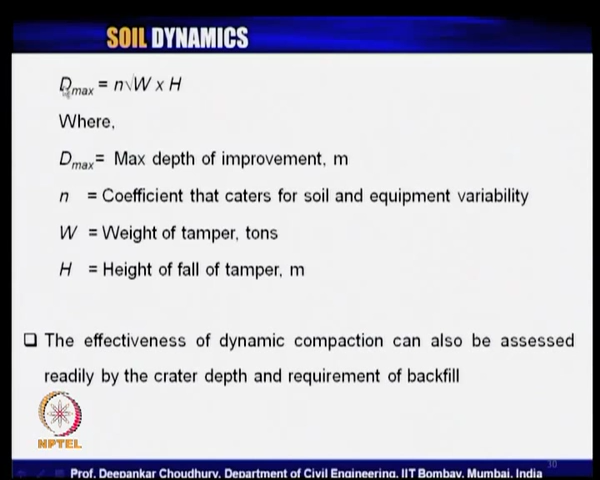 SOIL DYNAMICS
Dmax = n√W x H
Where,
Dmax = Max depth of improvement, m
n = Coefficient that caters for soil and equipment variability
W = Weight of tamper, tons
H = Height of fall of tamper, m
❑ The effectiveness of dynamic compaction can also be assessed
readily by the crater depth and requirement of backfill
NPTEL
30
Prof. Deepankar Choudhury, Department of Civil Engineering, IIT Bombay, Mumbai, India